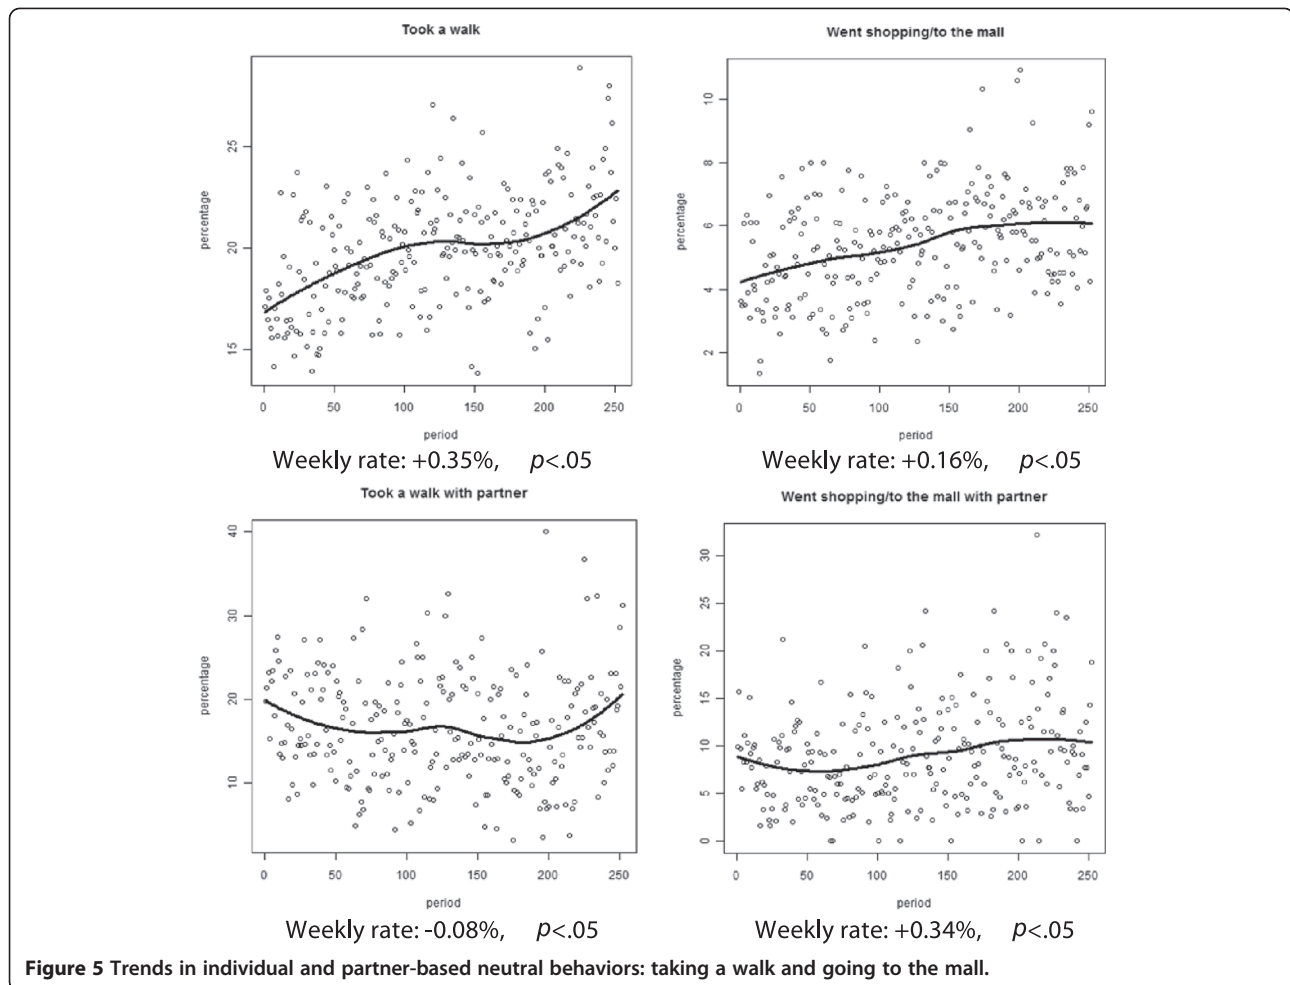 Took a walk
percentage
15
20
25
0 50 100 150 200 250
period
Weekly rate: +0.35%, p<.05
Went shopping/to the mall
percentage
2
4
6
8
10
0 50 100 150 200 250
period
Weekly rate: +0.16%, p<.05
Took a walk with partner
percentage
10
20
30
40
0 50 100 150 200 250
period
Weekly rate: -0.08%, p<.05
Went shopping/to the mall with partner
percentage
0
5
10
15
20
25
30
0 50 100 150 200 250
period
Weekly rate: +0.34%, p<.05
Figure 5 Trends in individual and partner-based neutral behaviors: taking a walk and going to the mall.